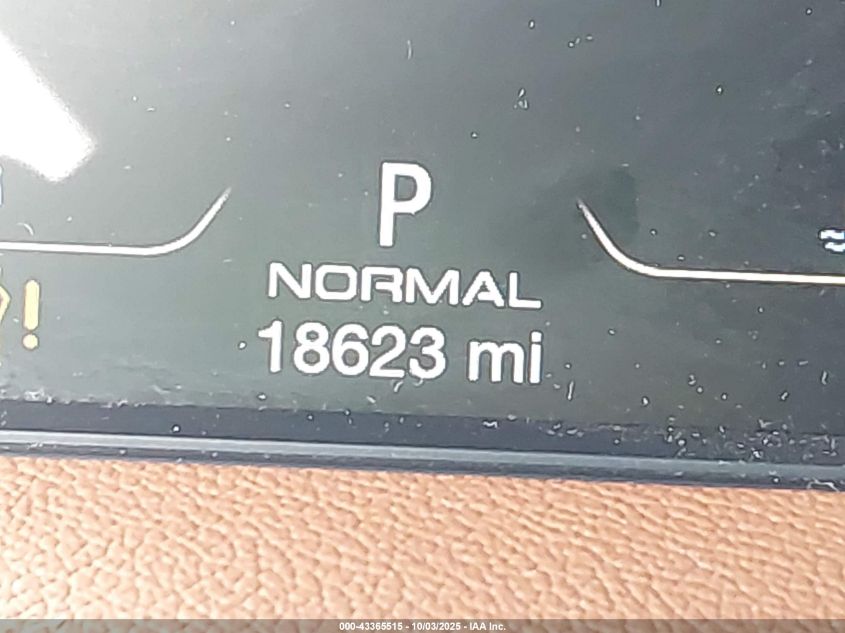 P
NORMAL
18623 mi
000-43365515 - 10/03/2025 - IAA Inc.